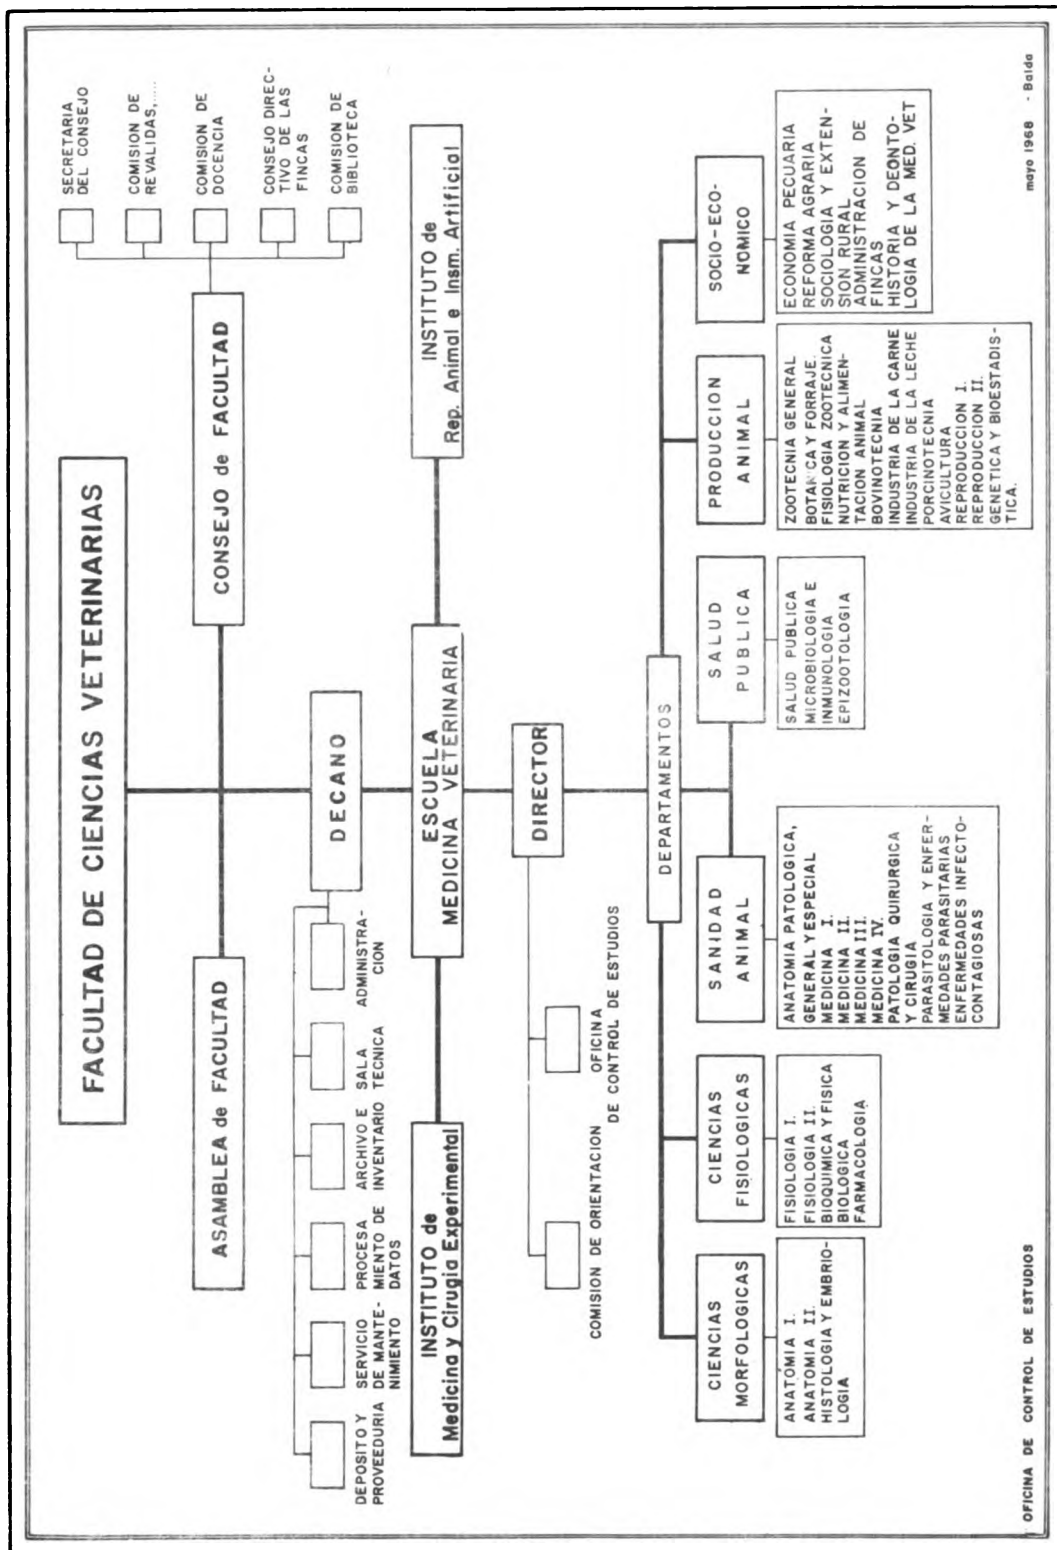 FACULTAD DE CIENCIAS VETERINARIAS
ASAMBLEA de FACULTAD
CONSEJO de FACULTAD
SECRETARIA
DEL CONSEJO
COMISION DE
REVALIDAS,....
COMISION DE
DOCENCIA
CONSEJO DIREC-
TIVO DE LAS
FINCAS
COMISION DE
BIBLIOTECA
DECANO
DEPOSITO Y
PROVEEDURIA
SERVICIO
DE MANTE-
NIMIENTO
PROCESA
MIENTO DE
DATOS
ARCHIVO E
INVENTARIO
SALA
TECNICA
ADMINISTRA-
CION
INSTITUTO de
Medicina y Cirugia Experimental
ESCUELA
MEDICINA VETERINARIA
INSTITUTO de
Rep. Animal e Insm. Artificial
DIRECTOR
COMISION DE ORIENTACION
OFICINA
DE CONTROL DE ESTUDIOS
DEPARTAMENTOS
CIENCIAS
MORFOLOGICAS
ANATOMIA I.
ANATOMIA II.
HISTOLOGIA Y EMBRIO-
LOGIA
CIENCIAS
FISIOLOGICAS
FISIOLOGIA I.
FISIOLOGIA II.
BIOQUIMICA Y FISICA
BIOLOGICA
FARMACOLOGIA
SANIDAD
ANIMAL
ANATOMIA PATOLOGICA,
GENERAL Y ESPECIAL
MEDICINA I.
MEDICINA II.
MEDICINA III.
MEDICINA IV.
PATOLOGIA QUIRURGICA
Y CIRUGIA
PARASITOLOGIA Y ENFER-
MEDADES PARASITARIAS
ENFERMEDADES INFECTO-
CONTAGIOSAS
SALUD
PUBLICA
SALUD PUBLICA
MICROBIOLOGIA E
INMUNOLOGIA
EPIZOOTOLOGIA
PRODUCCION
ANIMAL
ZOOTECNIA GENERAL
BOTANICA Y FORRAJE.
FISIOLOGIA ZOOTECNICA
NUTRICION Y ALIMEN-
TACION ANIMAL
BOVINOTECNIA
INDUSTRIA DE LA CARNE
INDUSTRIA DE LA LECHE
PORCINOTECNIA
AVICULTURA
REPRODUCCION I.
REPRODUCCION II.
GENETICA Y BIOESTADIS-
TICA.
SOCIO-ECO-
NOMICO
ECONOMIA PECUARIA
REFORMA AGRARIA
SOCIOLOGIA Y EXTEN-
SION RURAL
ADMINISTRACION DE
FINCAS
HISTORIA Y DEONTO-
LOGIA DE LA MED. VET
OFICINA DE CONTROL DE ESTUDIOS
mayo 1968 - Balda